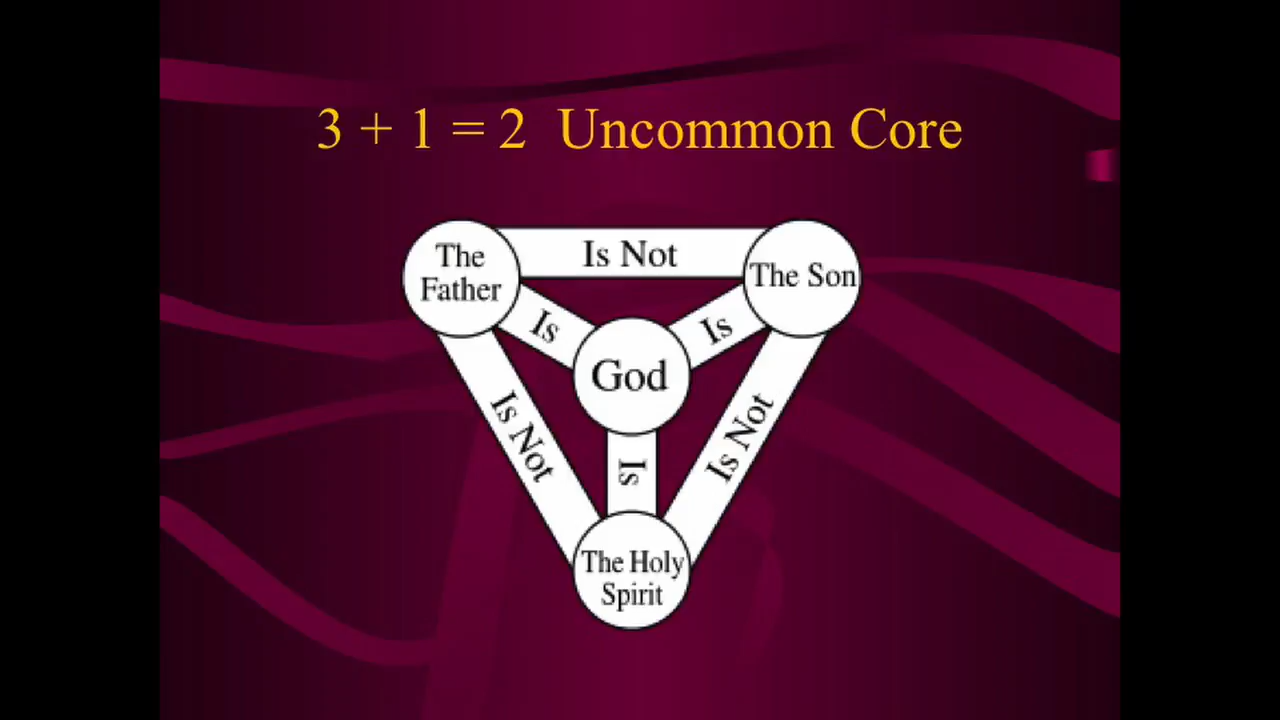 3 + 1 = 2 Uncommon Core
The
Father
Is Not
The Son
Is
Is
God
Is Not
Is Not
Is
The Holy
Spirit